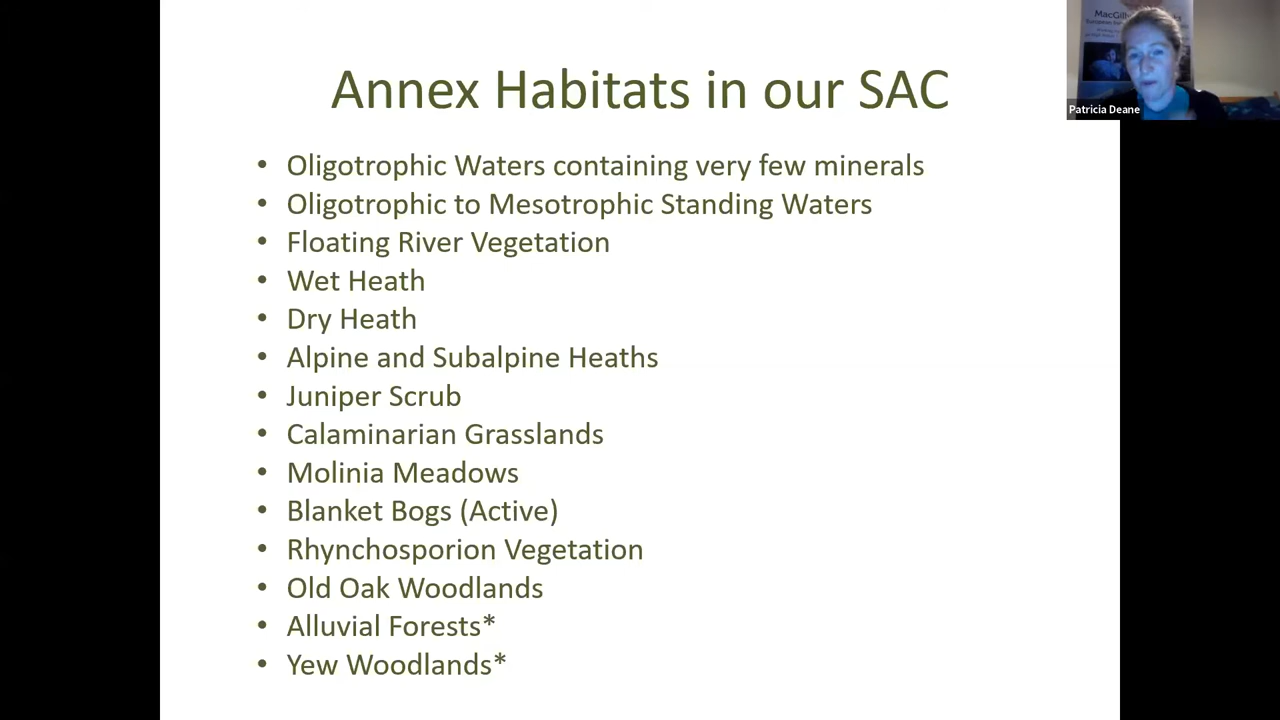 Annex Habitats in our SAC
• Oligotrophic Waters containing very few minerals
• Oligotrophic to Mesotrophic Standing Waters
• Floating River Vegetation
• Wet Heath
• Dry Heath
• Alpine and Subalpine Heaths
• Juniper Scrub
• Calaminarian Grasslands
• Molinia Meadows
• Blanket Bogs (Active)
• Rhynchosporion Vegetation
• Old Oak Woodlands
• Alluvial Forests*
• Yew Woodlands*
Patricia Deane